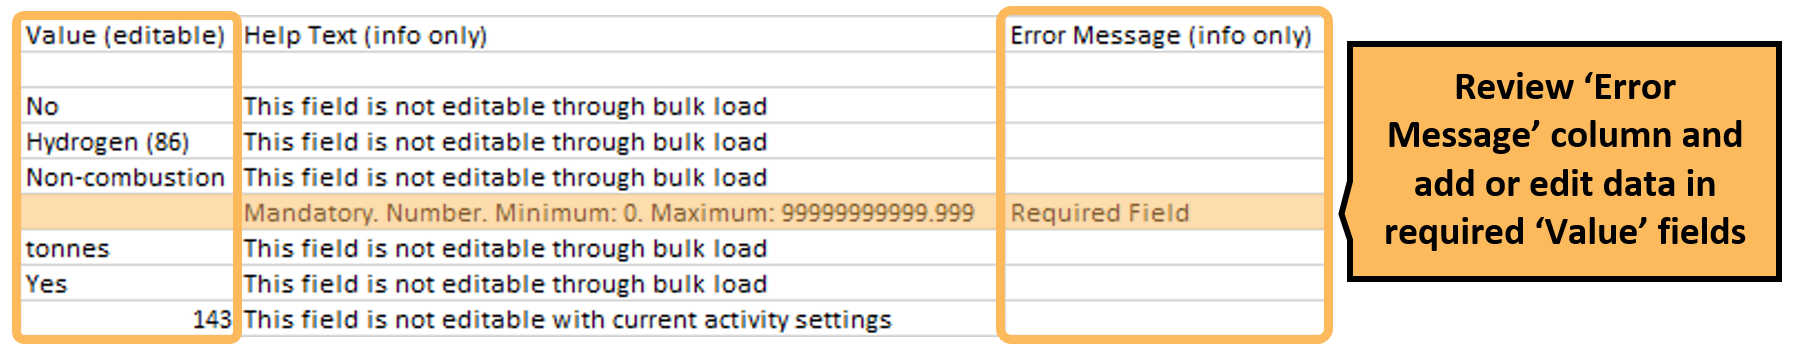 Value (editable) Help Text (info only) Error Message (info only)
No This field is not editable through bulk load
Hydrogen (86) This field is not editable through bulk load
Non-combustion This field is not editable through bulk load
Mandatory. Number. Minimum: 0. Maximum: 99999999999.999 Required Field
tonnes This field is not editable through bulk load
Yes This field is not editable through bulk load
143 This field is not editable with current activity settings
Review ‘Error
Message’ column and
add or edit data in
required ‘Value’ fields